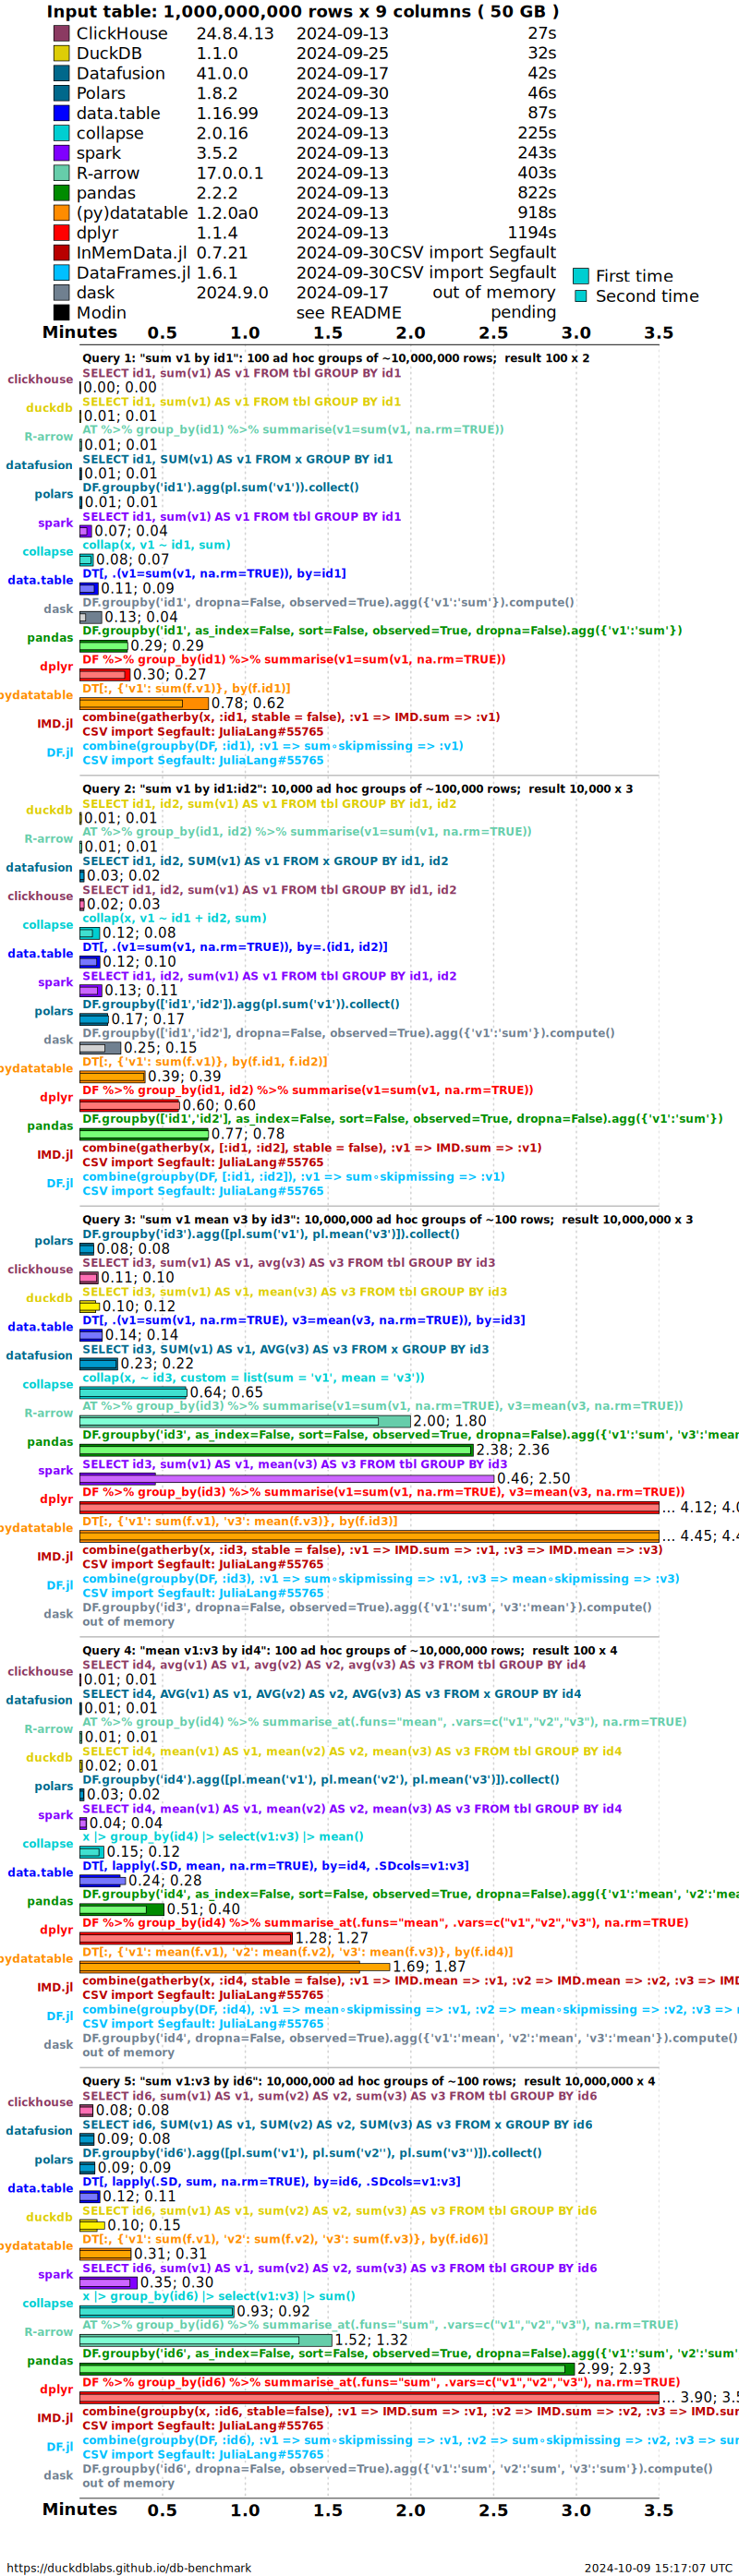 Input table: 1,000,000,000 rows x 9 columns ( 50 GB )
ClickHouse 24.8.4.13 2024-09-13 27s
DuckDB 1.1.0 2024-09-25 32s
Datafusion 41.0.0 2024-09-17 42s
Polars 1.8.2 2024-09-30 46s
data.table 1.16.99 2024-09-13 87s
collapse 2.0.16 2024-09-13 225s
spark 3.5.2 2024-09-13 243s
R-arrow 17.0.0.1 2024-09-13 403s
pandas 2.2.2 2024-09-13 822s
(py)datatable 1.2.0a0 2024-09-13 918s
dplyr 1.1.4 2024-09-13 1194s
InMemData.jl 0.7.21 2024-09-30 CSV import Segfault
DataFrames.jl 1.6.1 2024-09-30 CSV import Segfault
dask 2024.9.0 2024-09-17 out of memory
Modin see README pending
First time
Second time
Minutes 0.5 1.0 1.5 2.0 2.5 3.0 3.5
Query 1: "sum v1 by id1": 100 ad hoc groups of ~10,000,000 rows; result 100 x 2
clickhouse SELECT id1, sum(v1) AS v1 FROM tbl GROUP BY id1
0.00; 0.00
duckdb SELECT id1, sum(v1) AS v1 FROM tbl GROUP BY id1
0.01; 0.01
R-arrow AT %>% group_by(id1) %>% summarise(v1=sum(v1, na.rm=TRUE))
0.01; 0.01
datafusion SELECT id1, SUM(v1) AS v1 FROM x GROUP BY id1
0.01; 0.01
polars DF.groupby('id1').agg(pl.sum('v1')).collect()
0.01; 0.01
spark SELECT id1, sum(v1) AS v1 FROM tbl GROUP BY id1
0.07; 0.04
collapse collap(x, v1 ~ id1, sum)
0.08; 0.07
data.table DT[, .(v1=sum(v1, na.rm=TRUE)), by=id1]
0.11; 0.09
dask DF.groupby('id1', dropna=False, observed=True).agg({'v1':'sum'}).compute()
0.13; 0.04
pandas DF.groupby('id1', as_index=False, sort=False, observed=True, dropna=False).agg({'v1':'sum'})
0.29; 0.29
dplyr DF %>% group_by(id1) %>% summarise(v1=sum(v1, na.rm=TRUE))
0.30; 0.27
pydatatable DT[:, {'v1': sum(f.v1)}, by(f.id1)]
0.78; 0.62
IMD.jl combine(gatherby(x, :id1, stable = false), :v1 => IMD.sum => :v1)
CSV import Segfault: JuliaLang#55765
DF.jl combine(groupby(DF, :id1), :v1 => sum∘skipmissing => :v1)
CSV import Segfault: JuliaLang#55765
Query 2: "sum v1 by id1:id2": 10,000 ad hoc groups of ~100,000 rows; result 10,000 x 3
duckdb SELECT id1, id2, sum(v1) AS v1 FROM tbl GROUP BY id1, id2
0.01; 0.01
R-arrow AT %>% group_by(id1, id2) %>% summarise(v1=sum(v1, na.rm=TRUE))
0.01; 0.01
datafusion SELECT id1, id2, SUM(v1) AS v1 FROM x GROUP BY id1, id2
0.03; 0.02
clickhouse SELECT id1, id2, sum(v1) AS v1 FROM tbl GROUP BY id1, id2
0.02; 0.03
collapse collap(x, v1 ~ id1 + id2, sum)
0.12; 0.08
data.table DT[, .(v1=sum(v1, na.rm=TRUE)), by=.(id1, id2)]
0.12; 0.10
spark SELECT id1, id2, sum(v1) AS v1 FROM tbl GROUP BY id1, id2
0.13; 0.11
polars DF.groupby(['id1','id2']).agg(pl.sum('v1')).collect()
0.17; 0.17
dask DF.groupby(['id1','id2'], dropna=False, observed=True).agg({'v1':'sum'}).compute()
0.25; 0.15
pydatatable DT[:, {'v1': sum(f.v1)}, by(f.id1, f.id2)]
0.39; 0.39
dplyr DF %>% group_by(id1, id2) %>% summarise(v1=sum(v1, na.rm=TRUE))
0.60; 0.60
pandas DF.groupby(['id1','id2'], as_index=False, sort=False, observed=True, dropna=False).agg({'v1':'sum'})
0.77; 0.78
IMD.jl combine(gatherby(x, [:id1, :id2], stable = false), :v1 => IMD.sum => :v1)
CSV import Segfault: JuliaLang#55765
DF.jl combine(groupby(DF, [:id1, :id2]), :v1 => sum∘skipmissing => :v1)
CSV import Segfault: JuliaLang#55765
Query 3: "sum v1 mean v3 by id3": 10,000,000 ad hoc groups of ~100 rows; result 10,000,000 x 3
polars DF.groupby('id3').agg([pl.sum('v1'), pl.mean('v3')]).collect()
0.08; 0.08
clickhouse SELECT id3, sum(v1) AS v1, avg(v3) AS v3 FROM tbl GROUP BY id3
0.11; 0.10
duckdb SELECT id3, sum(v1) AS v1, mean(v3) AS v3 FROM tbl GROUP BY id3
0.10; 0.12
data.table DT[, .(v1=sum(v1, na.rm=TRUE), v3=mean(v3, na.rm=TRUE)), by=id3]
0.14; 0.14
datafusion SELECT id3, SUM(v1) AS v1, AVG(v3) AS v3 FROM x GROUP BY id3
0.23; 0.22
collapse collap(x, ~ id3, custom = list(sum = 'v1', mean = 'v3'))
0.64; 0.65
R-arrow AT %>% group_by(id3) %>% summarise(v1=sum(v1, na.rm=TRUE), v3=mean(v3, na.rm=TRUE))
2.00; 1.80
pandas DF.groupby('id3', as_index=False, sort=False, observed=True, dropna=False).agg({'v1':'sum', 'v3':'mean
2.38; 2.36
spark SELECT id3, sum(v1) AS v1, mean(v3) AS v3 FROM tbl GROUP BY id3
0.46; 2.50
dplyr DF %>% group_by(id3) %>% summarise(v1=sum(v1, na.rm=TRUE), v3=mean(v3, na.rm=TRUE))
... 4.12; 4.0
pydatatable DT[:, {'v1': sum(f.v1), 'v3': mean(f.v3)}, by(f.id3)]
... 4.45; 4.4
IMD.jl combine(gatherby(x, :id3, stable = false), :v1 => IMD.sum => :v1, :v3 => IMD.mean => :v3)
CSV import Segfault: JuliaLang#55765
DF.jl combine(groupby(DF, :id3), :v1 => sum∘skipmissing => :v1, :v3 => mean∘skipmissing => :v3)
CSV import Segfault: JuliaLang#55765
dask DF.groupby('id3', dropna=False, observed=True).agg({'v1':'sum', 'v3':'mean'}).compute()
out of memory
Query 4: "mean v1:v3 by id4": 100 ad hoc groups of ~10,000,000 rows; result 100 x 4
clickhouse SELECT id4, avg(v1) AS v1, avg(v2) AS v2, avg(v3) AS v3 FROM tbl GROUP BY id4
0.01; 0.01
datafusion SELECT id4, AVG(v1) AS v1, AVG(v2) AS v2, AVG(v3) AS v3 FROM x GROUP BY id4
0.01; 0.01
R-arrow AT %>% group_by(id4) %>% summarise_at(.funs="mean", .vars=c("v1","v2","v3"), na.rm=TRUE)
0.01; 0.01
duckdb SELECT id4, mean(v1) AS v1, mean(v2) AS v2, mean(v3) AS v3 FROM tbl GROUP BY id4
0.02; 0.01
polars DF.groupby('id4').agg([pl.mean('v1'), pl.mean('v2'), pl.mean('v3')]).collect()
0.03; 0.02
spark SELECT id4, mean(v1) AS v1, mean(v2) AS v2, mean(v3) AS v3 FROM tbl GROUP BY id4
0.04; 0.04
collapse x |> group_by(id4) |> select(v1:v3) |> mean()
0.15; 0.12
data.table DT[, lapply(.SD, mean, na.rm=TRUE), by=id4, .SDcols=v1:v3]
0.24; 0.28
pandas DF.groupby('id4', as_index=False, sort=False, observed=True, dropna=False).agg({'v1':'mean', 'v2':'mea
0.51; 0.40
dplyr DF %>% group_by(id4) %>% summarise_at(.funs="mean", .vars=c("v1","v2","v3"), na.rm=TRUE)
1.28; 1.27
pydatatable DT[:, {'v1': mean(f.v1), 'v2': mean(f.v2), 'v3': mean(f.v3)}, by(f.id4)]
1.69; 1.87
IMD.jl combine(gatherby(x, :id4, stable = false), :v1 => IMD.mean => :v1, :v2 => IMD.mean => :v2, :v3 => IMD
CSV import Segfault: JuliaLang#55765
DF.jl combine(groupby(DF, :id4), :v1 => mean∘skipmissing => :v1, :v2 => mean∘skipmissing => :v2, :v3 =>
CSV import Segfault: JuliaLang#55765
dask DF.groupby('id4', dropna=False, observed=True).agg({'v1':'mean', 'v2':'mean', 'v3':'mean'}).compute()
out of memory
Query 5: "sum v1:v3 by id6": 10,000,000 ad hoc groups of ~100 rows; result 10,000,000 x 4
clickhouse SELECT id6, sum(v1) AS v1, sum(v2) AS v2, sum(v3) AS v3 FROM tbl GROUP BY id6
0.08; 0.08
datafusion SELECT id6, SUM(v1) AS v1, SUM(v2) AS v2, SUM(v3) AS v3 FROM x GROUP BY id6
0.09; 0.08
polars DF.groupby('id6').agg([pl.sum('v1'), pl.sum('v2''), pl.sum('v3'')]).collect()
0.09; 0.09
data.table DT[, lapply(.SD, sum, na.rm=TRUE), by=id6, .SDcols=v1:v3]
0.12; 0.11
duckdb SELECT id6, sum(v1) AS v1, sum(v2) AS v2, sum(v3) AS v3 FROM tbl GROUP BY id6
0.10; 0.15
pydatatable DT[:, {'v1': sum(f.v1), 'v2': sum(f.v2), 'v3': sum(f.v3)}, by(f.id6)]
0.31; 0.31
spark SELECT id6, sum(v1) AS v1, sum(v2) AS v2, sum(v3) AS v3 FROM tbl GROUP BY id6
0.35; 0.30
collapse x |> group_by(id6) |> select(v1:v3) |> sum()
0.93; 0.92
R-arrow AT %>% group_by(id6) %>% summarise_at(.funs="sum", .vars=c("v1","v2","v3"), na.rm=TRUE)
1.52; 1.32
pandas DF.groupby('id6', as_index=False, sort=False, observed=True, dropna=False).agg({'v1':'sum', 'v2':'sum'
2.99; 2.93
dplyr DF %>% group_by(id6) %>% summarise_at(.funs="sum", .vars=c("v1","v2","v3"), na.rm=TRUE)
... 3.90; 3.5
IMD.jl combine(groupby(x, :id6, stable=false), :v1 => IMD.sum => :v1, :v2 => IMD.sum => :v2, :v3 => IMD.sum
CSV import Segfault: JuliaLang#55765
DF.jl combine(groupby(DF, :id6), :v1 => sum∘skipmissing => :v1, :v2 => sum∘skipmissing => :v2, :v3 => sum
CSV import Segfault: JuliaLang#55765
dask DF.groupby('id6', dropna=False, observed=True).agg({'v1':'sum', 'v2':'sum', 'v3':'sum'}).compute()
out of memory
Minutes 0.5 1.0 1.5 2.0 2.5 3.0 3.5
https://duckdblabs.github.io/db-benchmark 2024-10-09 15:17:07 UTC